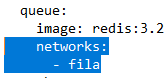 queue:
  image: redis:3.2
  networks:
    - fila